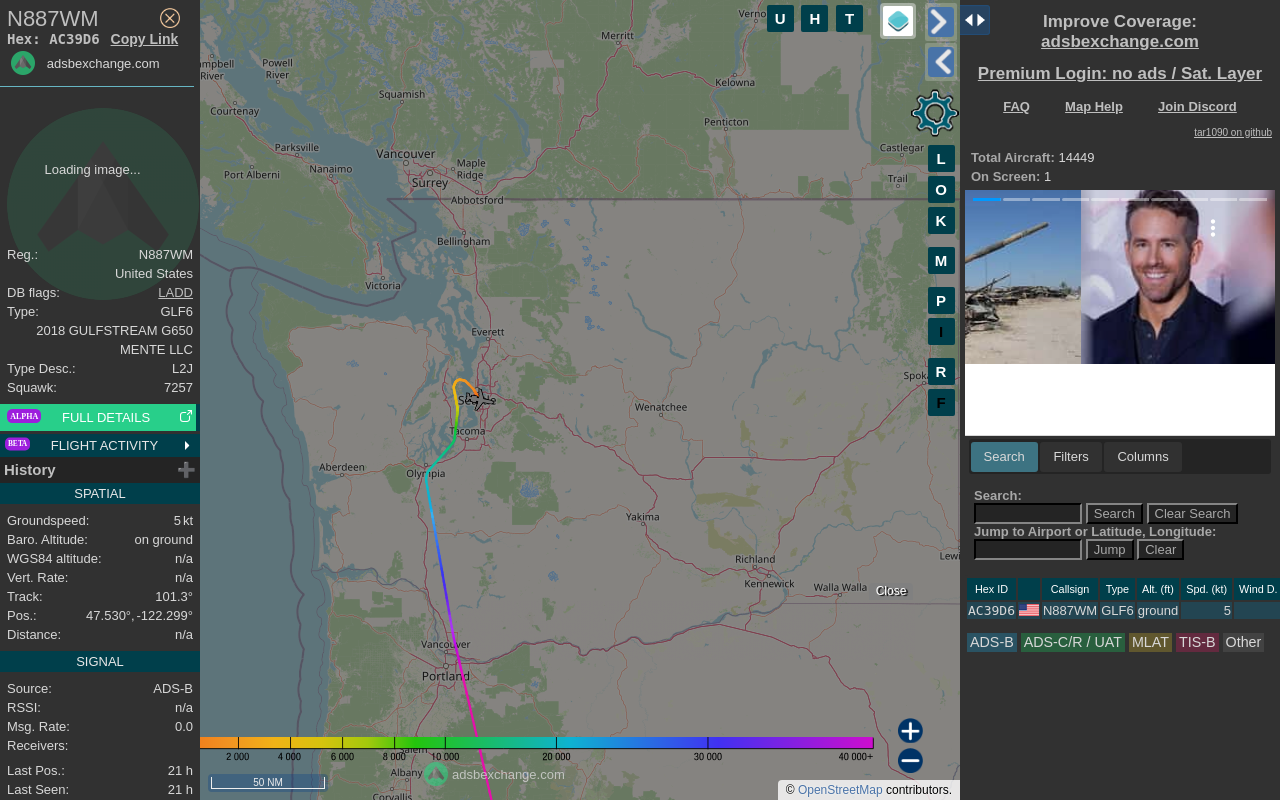 N887WM
Hex: AC39D6 Copy Link
adsbexchange.com
Loading image...
Reg.: N887WM
United States
DB flags: LADD
Type: GLF6
2018 GULFSTREAM G650
MENTE LLC
Type Desc.: L2J
Squawk: 7257
ALPHA FULL DETAILS
BETA FLIGHT ACTIVITY
History
SPATIAL
Groundspeed: 5 kt
Baro. Altitude: on ground
WGS84 altitude: n/a
Vert. Rate: n/a
Track: 101.3°
Pos.: 47.530°, -122.299°
Distance: n/a
SIGNAL
Source: ADS-B
RSSI: n/a
Msg. Rate: 0.0
Receivers:
Last Pos.: 21 h
Last Seen: 21 h
U H T
L
O
K
M
P
I
R
F
Merritt
Kelowna
Penticton
Castlegar
Trail
Powell
River
River
Courtenay
Squamish
Parksville
Nanaimo
Port Alberni
Vancouver
Maple
Ridge
Surrey
Abbotsford
Bellingham
Victoria
Everett
Tacoma
Wenatchee
Aberdeen
Olympia
Yakima
Richland
Kennewick
Walla Walla
Close
Vancouver
Portland
Albany
Corvallis
2 000 4 000 6 000 8 000 10 000 20 000 30 000 40 000+
50 NM
adsbexchange.com
© OpenStreetMap contributors.
Improve Coverage:
adsbexchange.com
Premium Login: no ads / Sat. Layer
FAQ Map Help Join Discord
tar1090 on github
Total Aircraft: 14449
On Screen: 1
Search Filters Columns
Search:
Search Clear Search
Jump to Airport or Latitude, Longitude:
Jump Clear
Hex ID Callsign Type Alt. (ft) Spd. (kt) Wind D.
AC39D6 N887WM GLF6 ground 5
ADS-B ADS-C/R / UAT MLAT TIS-B Other